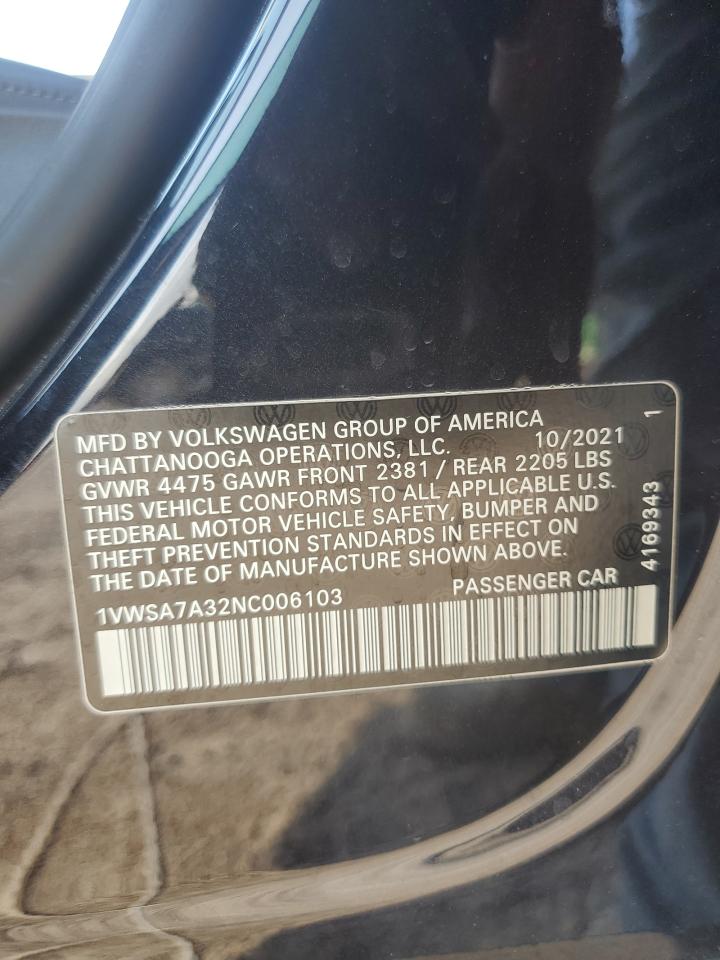 MFD BY VOLKSWAGEN GROUP OF AMERICA
CHATTANOOGA OPERATIONS, LLC. 10/2021 1
GVWR 4475 GAWR FRONT 2381 / REAR 2205 LBS
THIS VEHICLE CONFORMS TO ALL APPLICABLE U.S.
FEDERAL MOTOR VEHICLE SAFETY, BUMPER AND
THEFT PREVENTION STANDARDS IN EFFECT ON
THE DATE OF MANUFACTURE SHOWN ABOVE.
4169343
1VWSA7A32NC006103 PASSENGER CAR